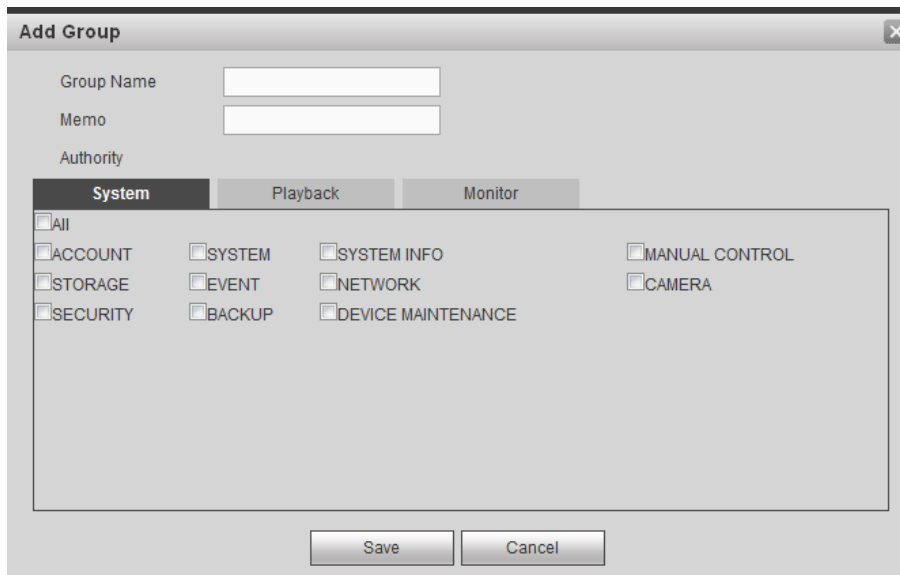 Add Group
Group Name
Memo
Authority
System Playback Monitor
All
ACCOUNT SYSTEM SYSTEM INFO MANUAL CONTROL
STORAGE EVENT NETWORK CAMERA
SECURITY BACKUP DEVICE MAINTENANCE
Save Cancel